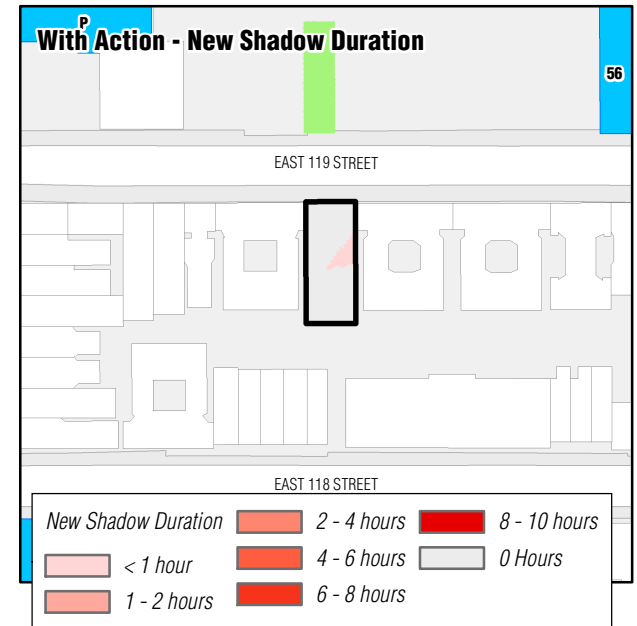 P
With Action - New Shadow Duration
56
EAST 119 STREET
EAST 118 STREET
New Shadow Duration
< 1 hour
1 - 2 hours
2 - 4 hours
4 - 6 hours
6 - 8 hours
8 - 10 hours
0 Hours